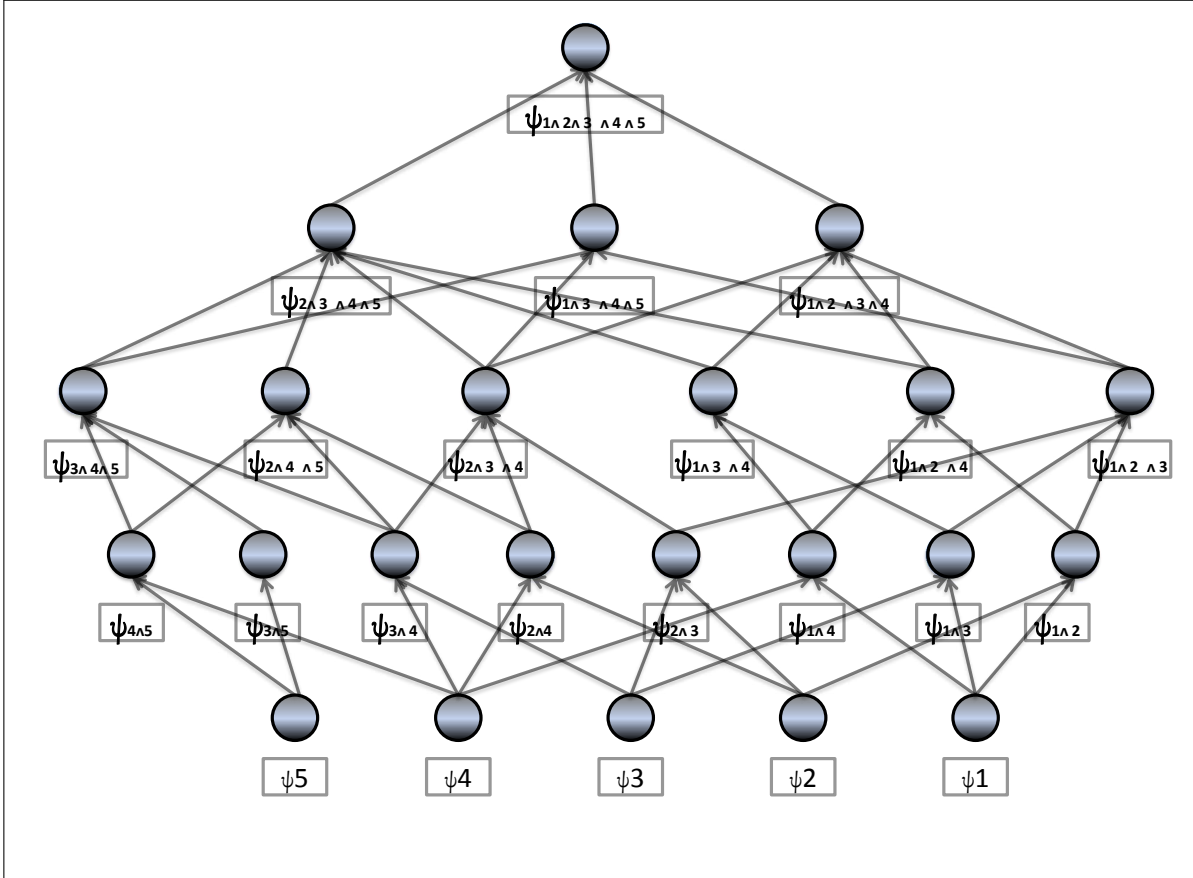 ψ1∧ 2∧ 3 ∧ 4 ∧ 5
ψ2∧ 3 ∧ 4 ∧ 5
ψ1∧ 3 ∧ 4 ∧ 5
ψ1∧ 2 ∧ 3 ∧ 4
ψ3∧ 4∧ 5
ψ2∧ 4 ∧ 5
ψ2∧ 3 ∧ 4
ψ1∧ 3 ∧ 4
ψ1∧ 2 ∧ 4
ψ1∧ 2 ∧ 3
ψ4∧5
ψ3∧5
ψ3∧ 4
ψ2∧4
ψ2∧ 3
ψ1∧ 4
ψ1∧ 3
ψ1∧ 2
ψ5
ψ4
ψ3
ψ2
ψ1